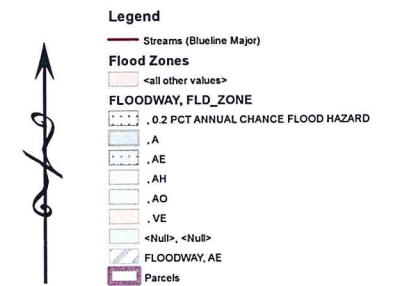 Legend
Streams (Blueline Major)
Flood Zones
<all other values>
FLOODWAY, FLD_ZONE
, 0.2 PCT ANNUAL CHANCE FLOOD HAZARD
, A
, AE
, AH
, AO
, VE
<Null>, <Null>
FLOODWAY, AE
Parcels